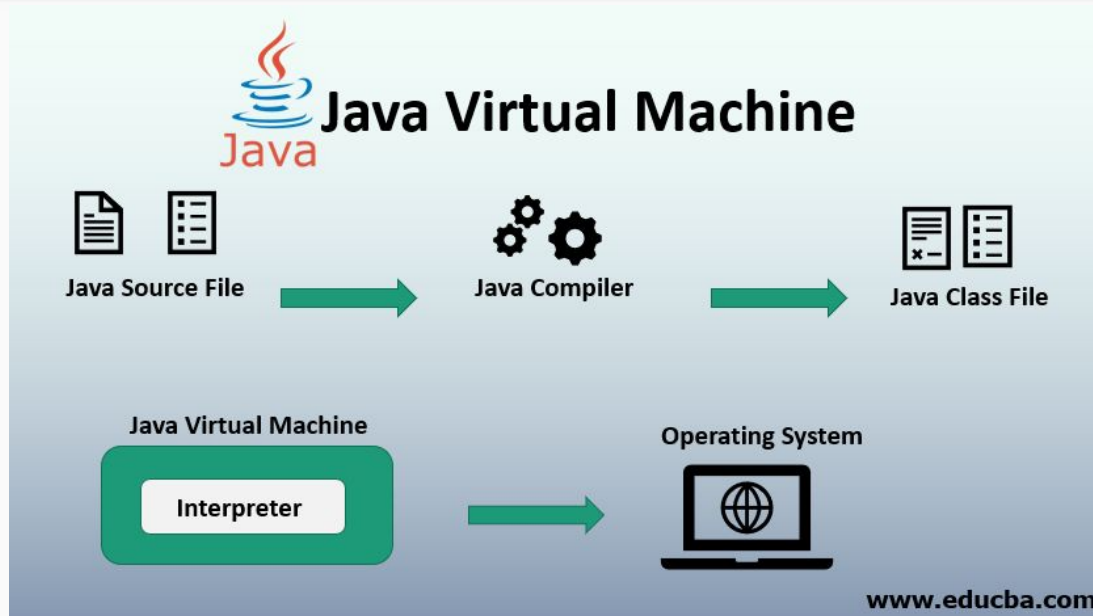 Java Virtual Machine
Java
Java Source File
Java Compiler
Java Class File
Java Virtual Machine
Operating System
Interpreter
www.educba.com